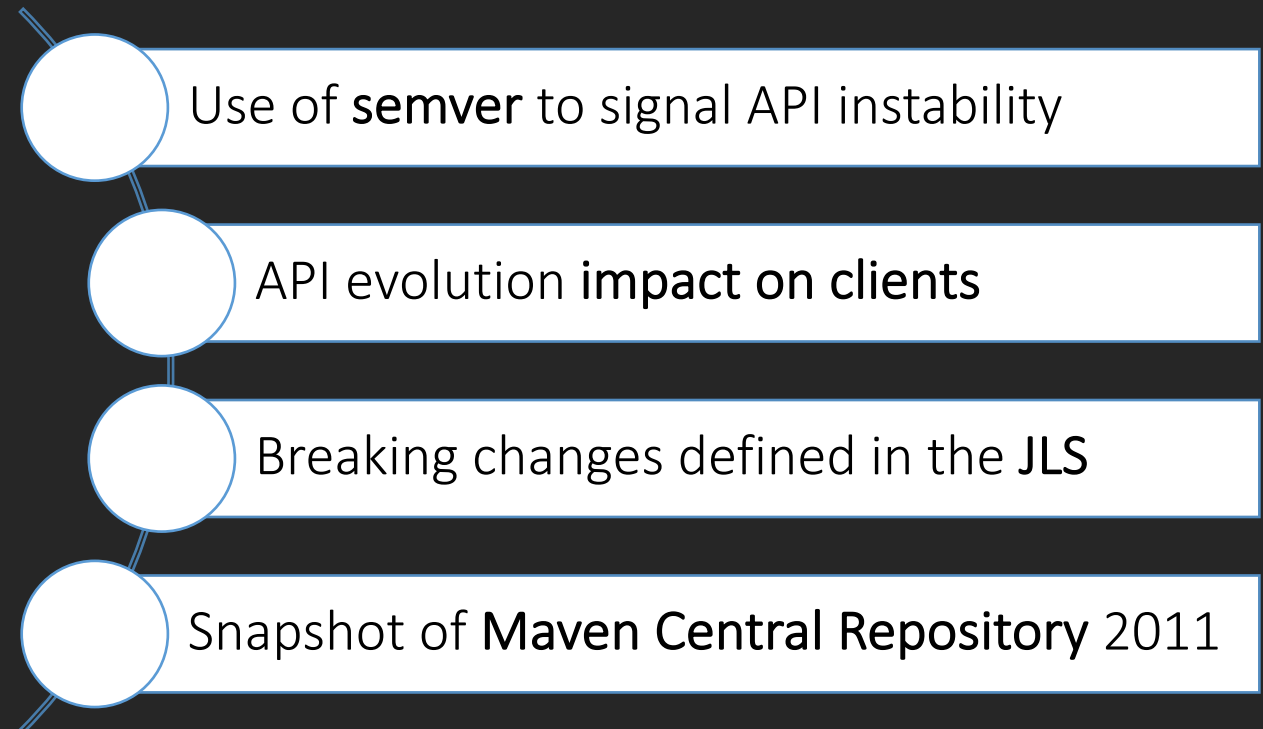 Use of semver to signal API instability
API evolution impact on clients
Breaking changes defined in the JLS
Snapshot of Maven Central Repository 2011